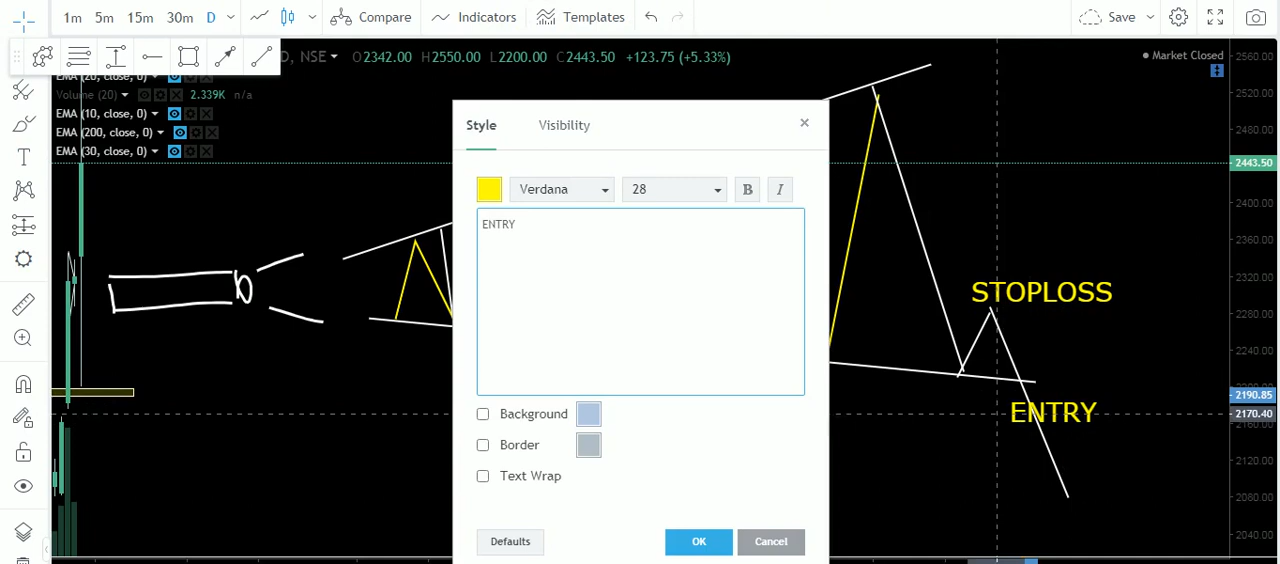 1m 5m 15m 30m D Compare Indicators Templates Save
D, NSE O2342.00 H2550.00 L2200.00 C2443.50 +123.75 (+5.33%)
Market Closed
EMA (20, close, 0)
Volume (20) 2.339K n/a
EMA (10, close, 0)
EMA (200, close, 0)
EMA (30, close, 0)
Style Visibility
Verdana 28 B I
ENTRY
Background
Border
Text Wrap
Defaults OK Cancel
STOPLOSS
ENTRY
2560.00
2520.00
2460.00
2443.50
2400.00
2360.00
2320.00
2280.00
2240.00
2190.85
2170.40
2120.00
2080.00
2040.00